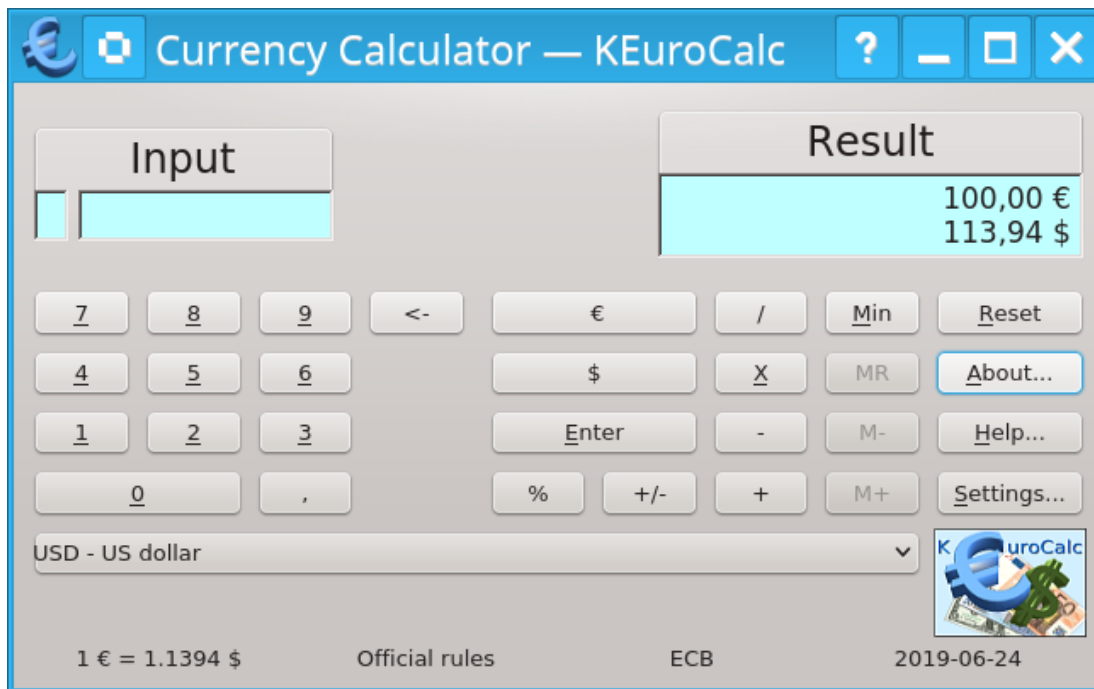 Currency Calculator — KEuroCalc ?
Input
Result
100,00 €
113,94 $
7 8 9 <- € / Min Reset
4 5 6 $ X MR About...
1 2 3 Enter - M- Help...
0 , % +/- + M+ Settings...
USD - US dollar
K uroCalc
1 € = 1.1394 $ Official rules ECB 2019-06-24